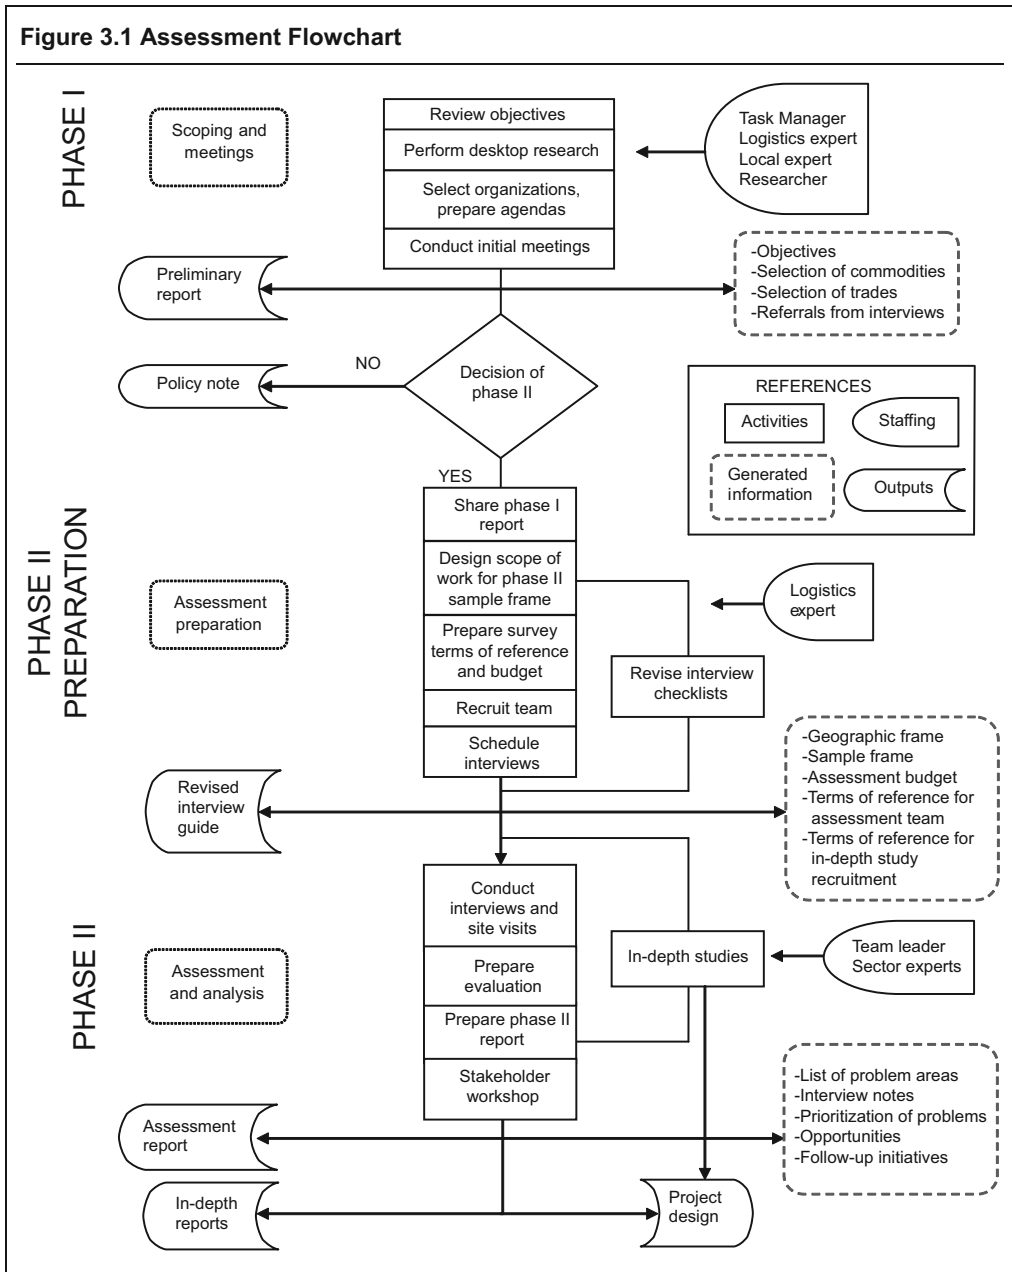 Figure 3.1 Assessment Flowchart
PHASE I
Scoping and
meetings
Review objectives
Perform desktop research
Select organizations,
prepare agendas
Conduct initial meetings
Task Manager
Logistics expert
Local expert
Researcher
Preliminary
report
-Objectives
-Selection of commodities
-Selection of trades
-Referrals from interviews
Policy note
NO
Decision of
phase II
YES
REFERENCES
Activities
Staffing
Generated
information
Outputs
PHASE II
PREPARATION
Assessment
preparation
Share phase I
report
Design scope of
work for phase II
sample frame
Prepare survey
terms of reference
and budget
Recruit team
Schedule
interviews
Logistics
expert
Revise interview
checklists
Revised
interview
guide
-Geographic frame
-Sample frame
-Assessment budget
-Terms of reference for
assessment team
-Terms of reference for
in-depth study
recruitment
PHASE II
Assessment
and analysis
Conduct
interviews and
site visits
Prepare
evaluation
Prepare phase II
report
Stakeholder
workshop
In-depth studies
Team leader
Sector experts
Assessment
report
-List of problem areas
-Interview notes
-Prioritization of problems
-Opportunities
-Follow-up initiatives
In-depth
reports
Project
design